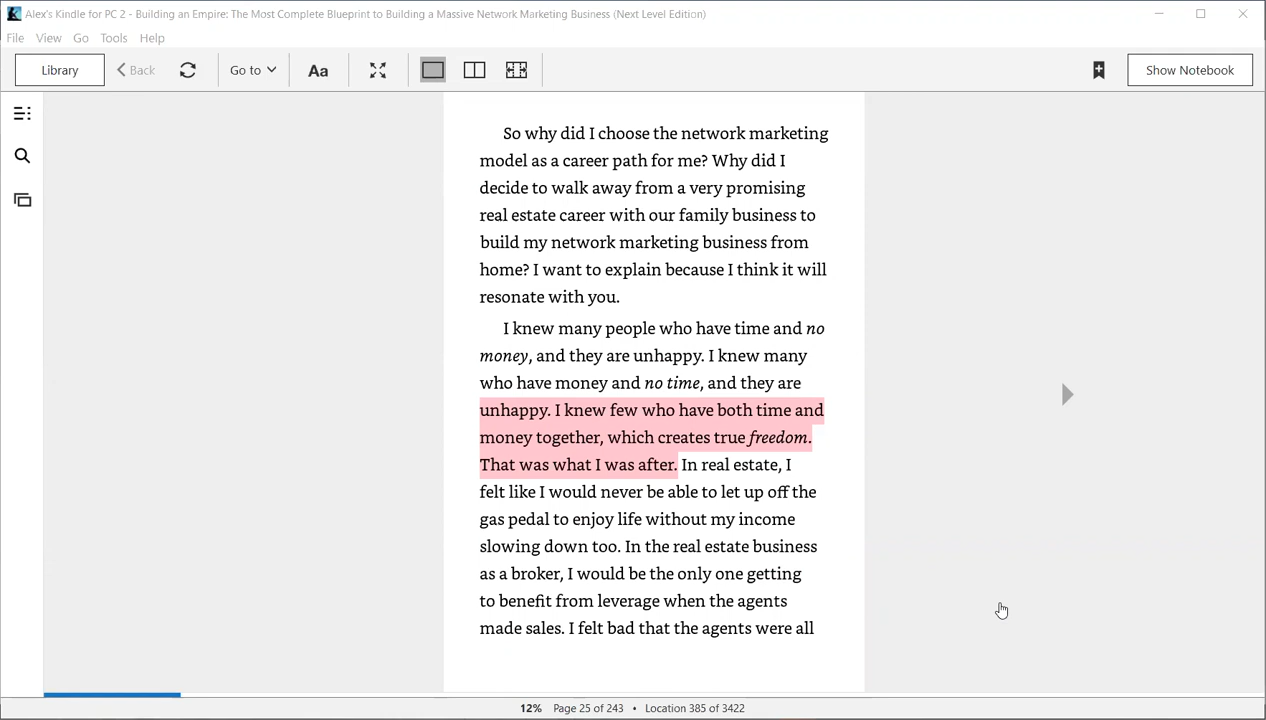 Alex's Kindle for PC 2 - Building an Empire: The Most Complete Blueprint to Building a Massive Network Marketing Business (Next Level Edition)
File View Go Tools Help
Library Back Go to Aa Show Notebook
So why did I choose the network marketing
model as a career path for me? Why did I
decide to walk away from a very promising
real estate career with our family business to
build my network marketing business from
home? I want to explain because I think it will
resonate with you.
I knew many people who have time and no
money, and they are unhappy. I knew many
who have money and no time, and they are
unhappy. I knew few who have both time and
money together, which creates true freedom.
That was what I was after. In real estate, I
felt like I would never be able to let up off the
gas pedal to enjoy life without my income
slowing down too. In the real estate business
as a broker, I would be the only one getting
to benefit from leverage when the agents
made sales. I felt bad that the agents were all
12% Page 25 of 243 • Location 385 of 3422